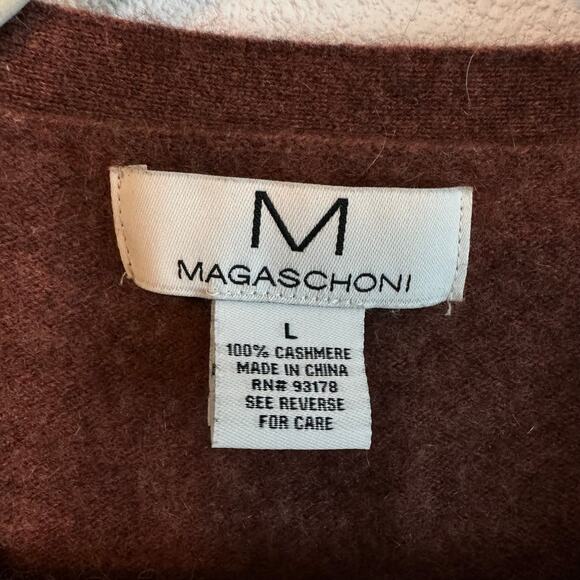 M
MAGASCHONI
L
100% CASHMERE
MADE IN CHINA
RN# 93178
SEE REVERSE
FOR CARE